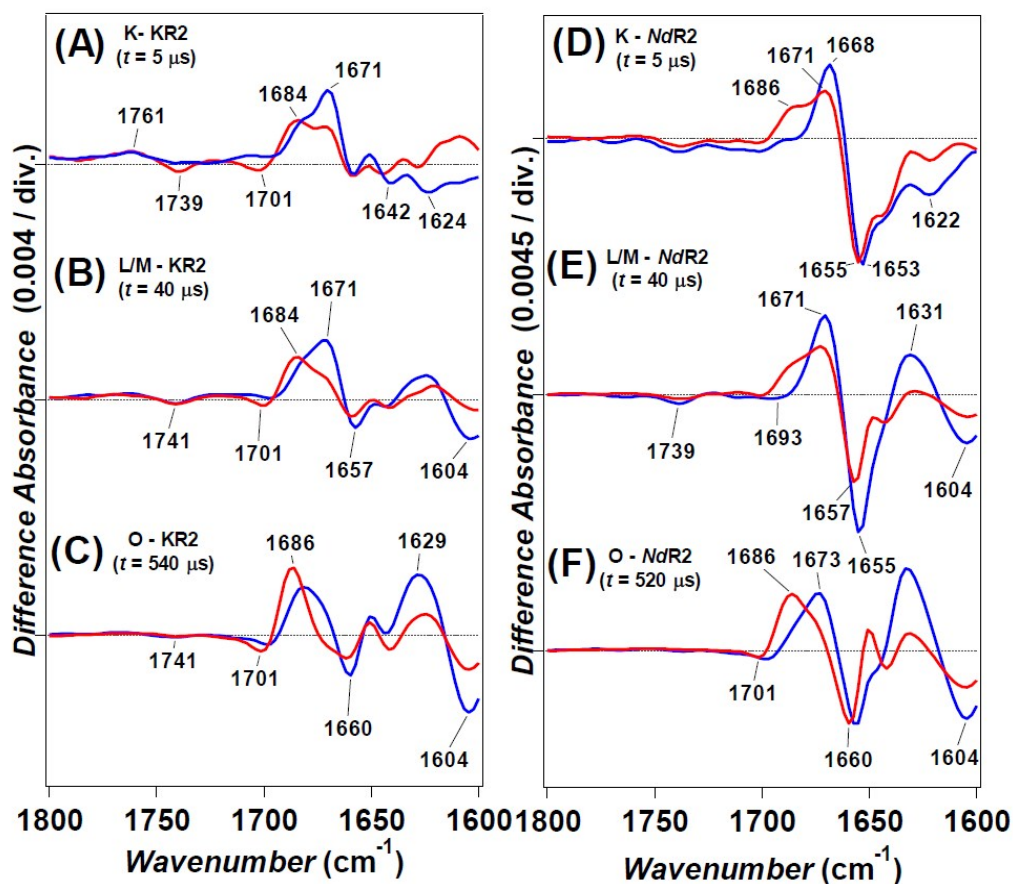 (A)
K- KR2
(t = 5 μs)
1761
1684
1671
1739
1701
1642
1624
(B)
L/M - KR2
(t = 40 μs)
1684
1671
1741
1701
1657
1604
(C)
O - KR2
(t = 540 μs)
1686
1629
1741
1701
1660
1604
Difference Absorbance (0.004 / div.)
1800
1750
1700
1650
1600
Wavenumber (cm⁻¹)
(D)
K - NdR2
(t = 5 μs)
1686
1671
1668
1622
1655
1653
(E)
L/M - NdR2
(t = 40 μs)
1671
1631
1739
1693
1657
1655
1604
(F)
O - NdR2
(t = 520 μs)
1686
1673
1701
1660
1604
Difference Absorbance (0.0045 / div.)
1800
1750
1700
1650
1600
Wavenumber (cm⁻¹)